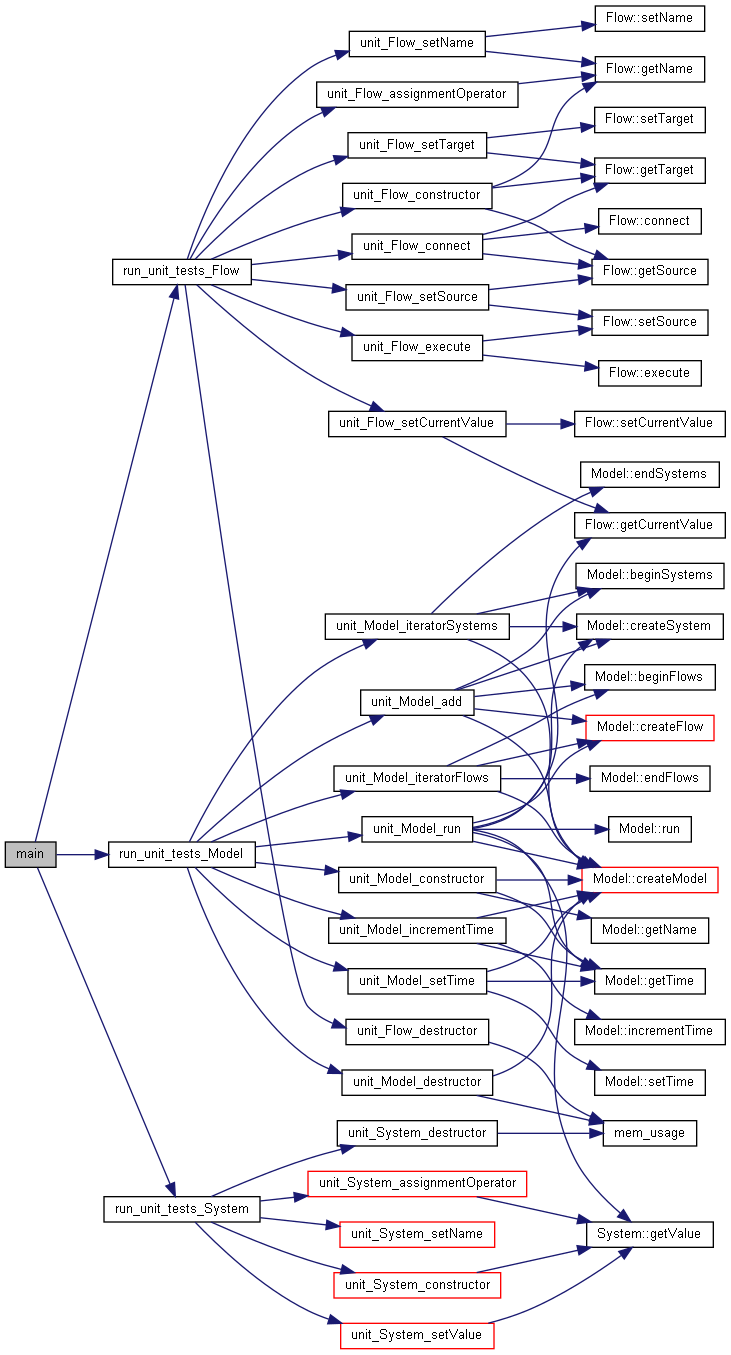 Flow::setName
unit_Flow_setName
Flow::getName
unit_Flow_assignmentOperator
Flow::setTarget
unit_Flow_setTarget
Flow::getTarget
unit_Flow_constructor
Flow::connect
unit_Flow_connect
run_unit_tests_Flow
Flow::getSource
unit_Flow_setSource
Flow::setSource
unit_Flow_execute
Flow::execute
unit_Flow_setCurrentValue
Flow::setCurrentValue
Model::endSystems
Flow::getCurrentValue
Model::beginSystems
unit_Model_iteratorSystems
Model::createSystem
Model::beginFlows
unit_Model_add
Model::createFlow
unit_Model_iteratorFlows
Model::endFlows
unit_Model_run
Model::run
main
run_unit_tests_Model
unit_Model_constructor
Model::createModel
unit_Model_incrementTime
Model::getName
unit_Model_setTime
Model::getTime
unit_Flow_destructor
Model::incrementTime
unit_Model_destructor
Model::setTime
unit_System_destructor
mem_usage
unit_System_assignmentOperator
run_unit_tests_System
unit_System_setName
System::getValue
unit_System_constructor
unit_System_setValue